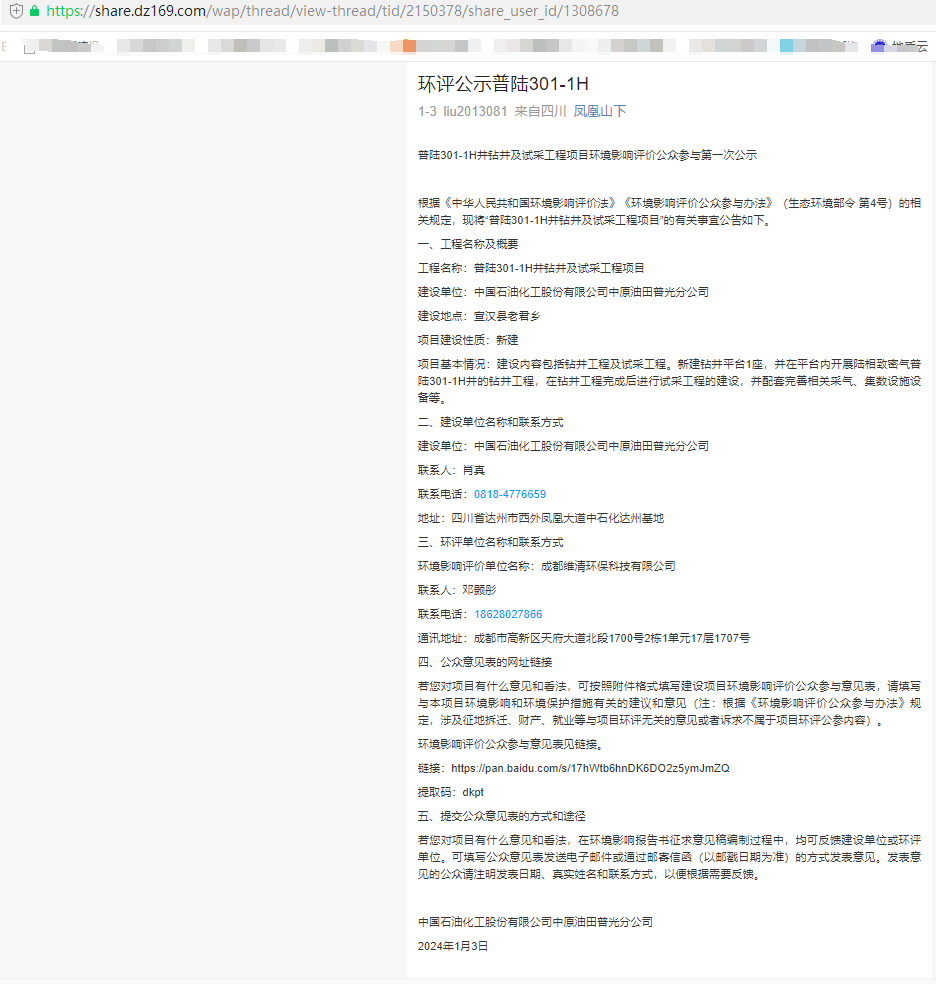 https://share.dz169.com/wap/thread/view-thread/tid/2150378/share_user_id/1308678
地质云
环评公示普陆301-1H
1-3 liu2013081 来自四川 凤凰山下
普陆301-1H井钻井及试采工程项目环境影响评价公众参与第一次公示
根据《中华人民共和国环境影响评价法》《环境影响评价公众参与办法》（生态环境部令 第4号）的相
关规定，现将“普陆301-1H井钻井及试采工程项目”的有关事宜公告如下。
一、工程名称及概要
工程名称：普陆301-1H井钻井及试采工程项目
建设单位：中国石油化工股份有限公司中原油田普光分公司
建设地点：宣汉县老君乡
项目建设性质：新建
项目基本情况：建设内容包括钻井工程及试采工程。新建钻井平台1座，并在平台内开展陆相致密气普
陆301-1H井的钻井工程，在钻井工程完成后进行试采工程的建设，并配套完善相关采气、集数设施设
备等。
二、建设单位名称和联系方式
建设单位：中国石油化工股份有限公司中原油田普光分公司
联系人：肖真
联系电话：0818-4776659
地址：四川省达州市西外凤凰大道中石化达州基地
三、环评单位名称和联系方式
环境影响评价单位名称：成都维清环保科技有限公司
联系人：邓颢彤
联系电话：18628027866
通讯地址：成都市高新区天府大道北段1700号2栋1单元17层1707号
四、公众意见表的网址链接
若您对项目有什么意见和看法，可按照附件格式填写建设项目环境影响评价公众参与意见表，请填写
与本项目环境影响和环境保护措施有关的建议和意见（注：根据《环境影响评价公众参与办法》规
定，涉及征地拆迁、财产、就业等与项目环评无关的意见或者诉求不属于项目环评公参内容）。
环境影响评价公众参与意见表见链接。
链接：https://pan.baidu.com/s/17hWtb6hnDK6DO2z5ymJmZQ
提取码：dkpt
五、提交公众意见表的方式和途径
若您对项目有什么意见和看法，在环境影响报告书征求意见稿编制过程中，均可反馈建设单位或环评
单位。可填写公众意见表发送电子邮件或通过邮寄信函（以邮戳日期为准）的方式发表意见。发表意
见的公众请注明发表日期、真实姓名和联系方式，以便根据需要反馈。
中国石油化工股份有限公司中原油田普光分公司
2024年1月3日